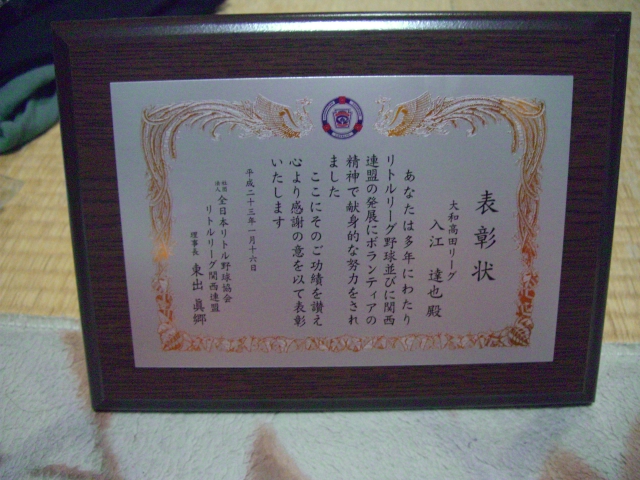 表彰状
大和高田リーグ
入江 達也 殿
あなたは多年にわたり
リトルリーグ野球並びに関西
連盟の発展にボランティアの
精神で献身的な努力をされ
ました
ここにそのご功績を讃え
心より感謝の意を以て表彰
いたします
平成二十三年一月十六日
社団法人 全日本リトル野球協会
リトルリーグ関西連盟
理事長 東出 眞郷